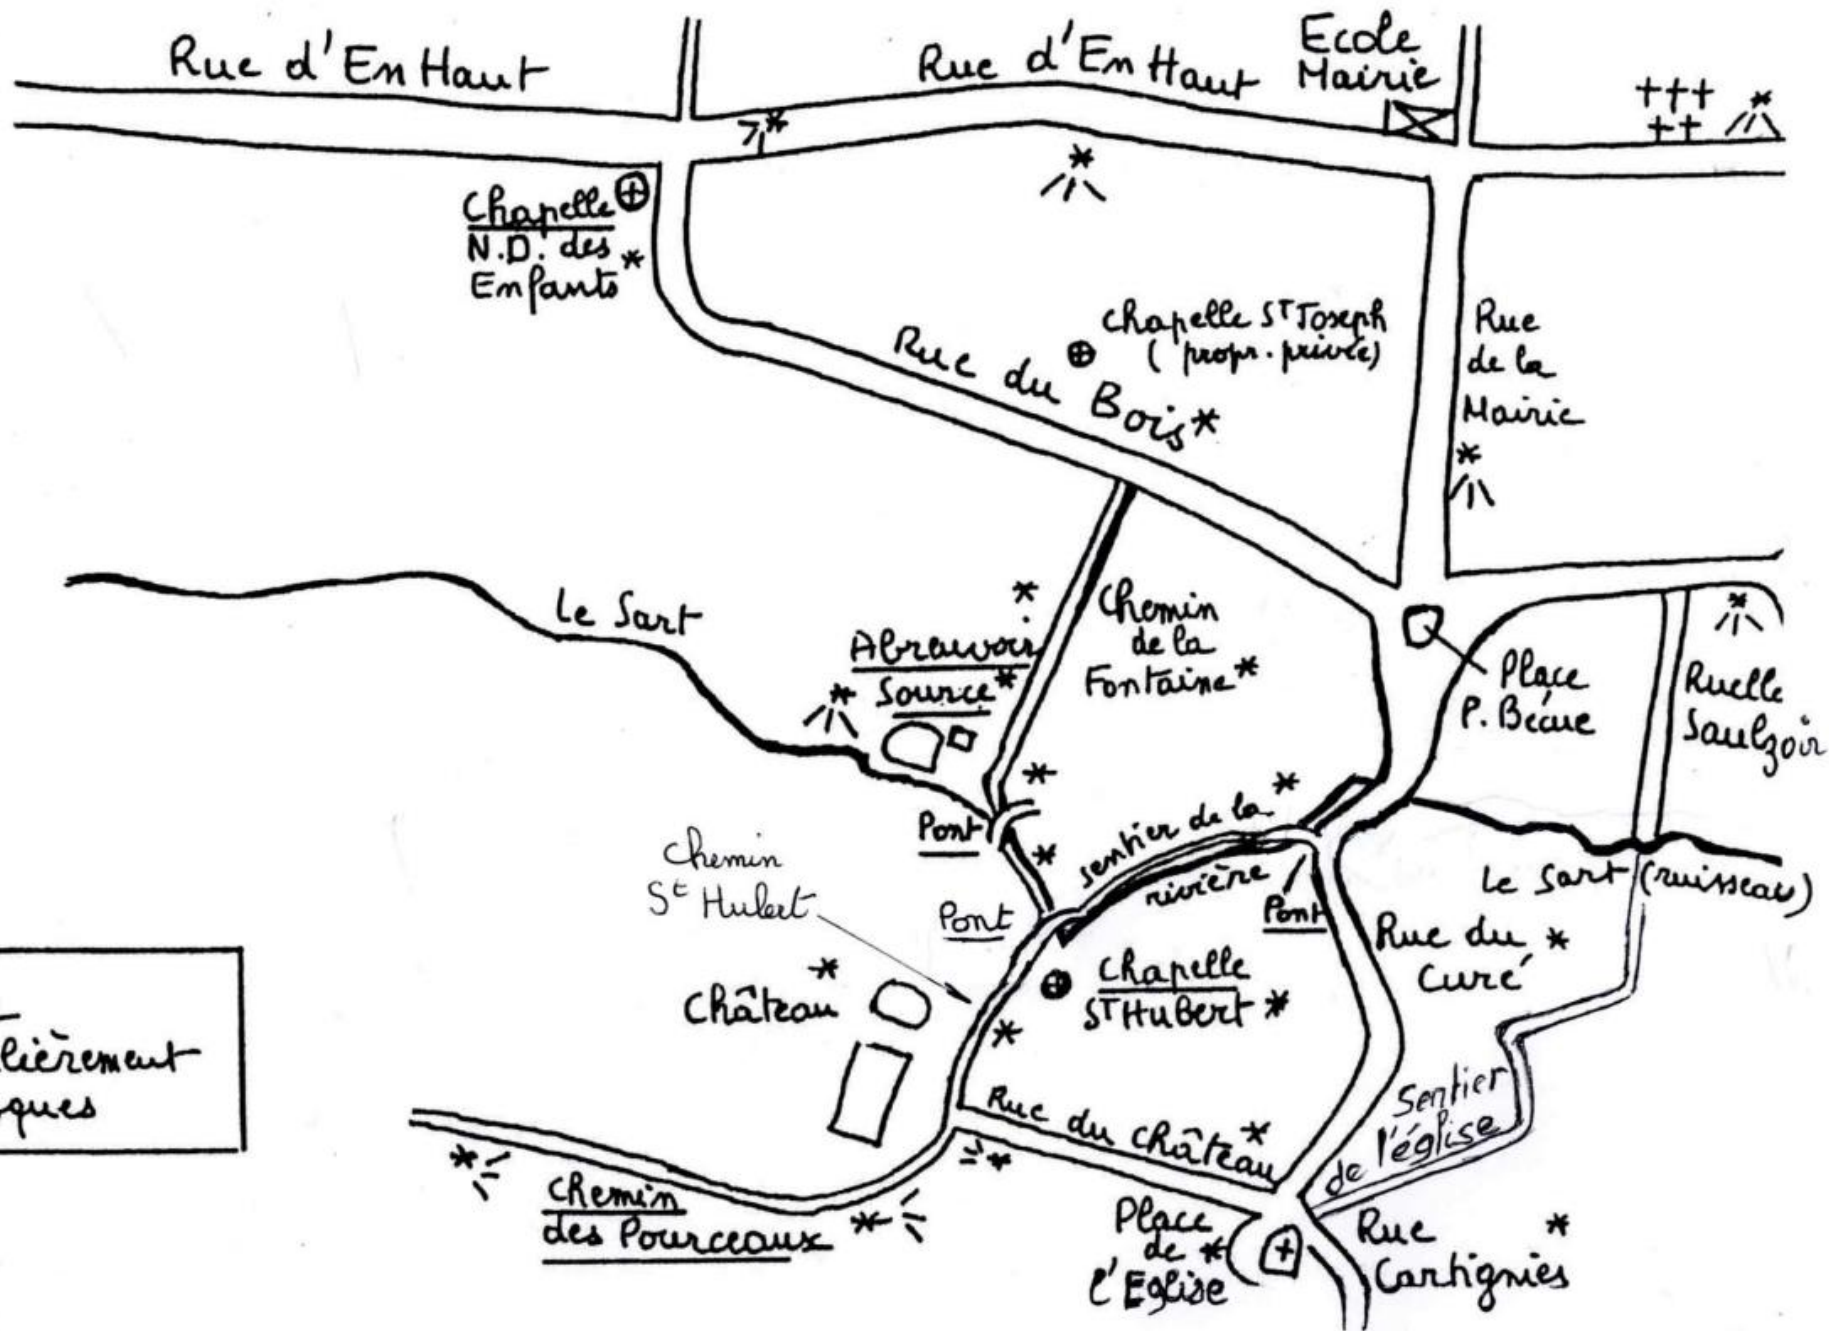 Rue d'En Haut
Rue d'En Haut
Ecole
Mairie
Chapelle
N.D. des
Enfants *
Chapelle St Joseph
(propr. privée)
Rue du Bois *
Rue
de la
Mairie
*
Le Sart
Abreuvoir
Source *
Chemin
de la
Fontaine *
Place
P. Bécue
Ruelle
Saulzoir
Pont
sentier de la
rivière
Pont
Le Sart (ruisseau)
Chemin
St Hubert
Pont
Rue du *
Curé
Château
Chapelle
St Hubert *
lièrement
ques
Rue du Château *
Sentier
de l'église
Chemin
des Pourceaux
Place
de *
l'Eglise
Rue *
Cartignies